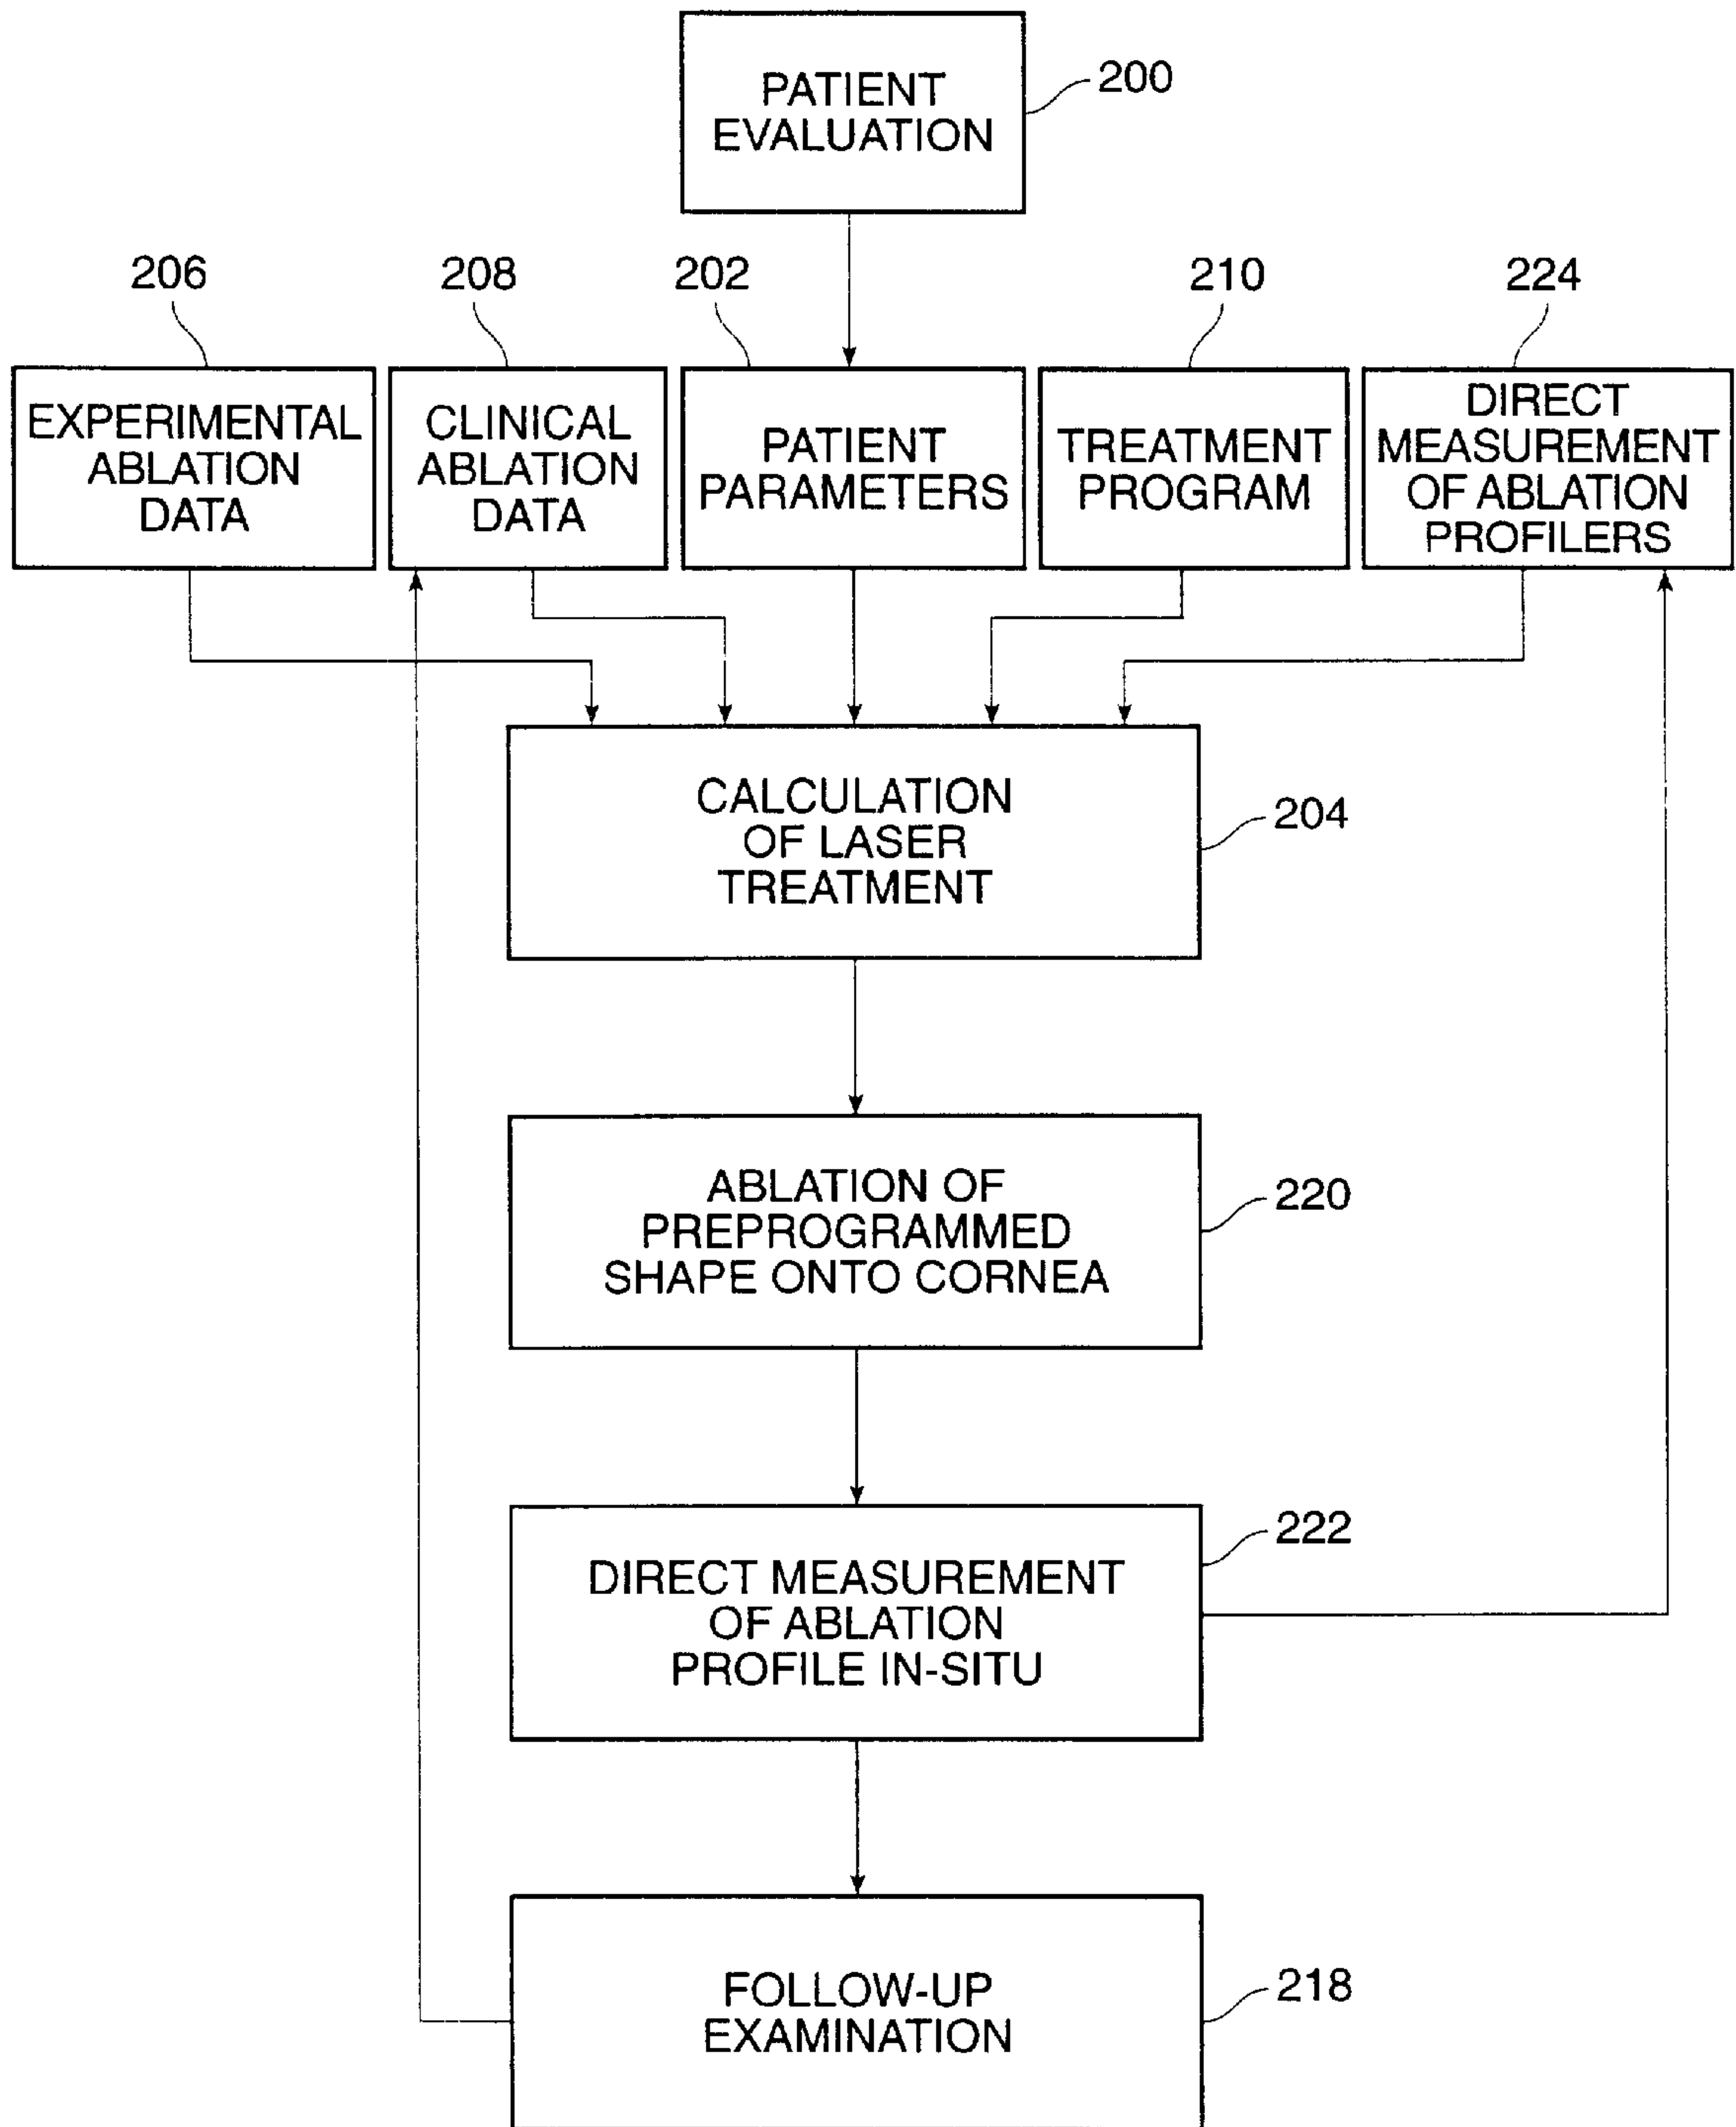 PATIENT
EVALUATION
200
206
208
202
210
224
EXPERIMENTAL
ABLATION
DATA
CLINICAL
ABLATION
DATA
PATIENT
PARAMETERS
TREATMENT
PROGRAM
DIRECT
MEASUREMENT
OF ABLATION
PROFILERS
CALCULATION
OF LASER
TREATMENT
204
ABLATION OF
PREPROGRAMMED
SHAPE ONTO CORNEA
220
DIRECT MEASUREMENT
OF ABLATION
PROFILE IN-SITU
222
FOLLOW-UP
EXAMINATION
218